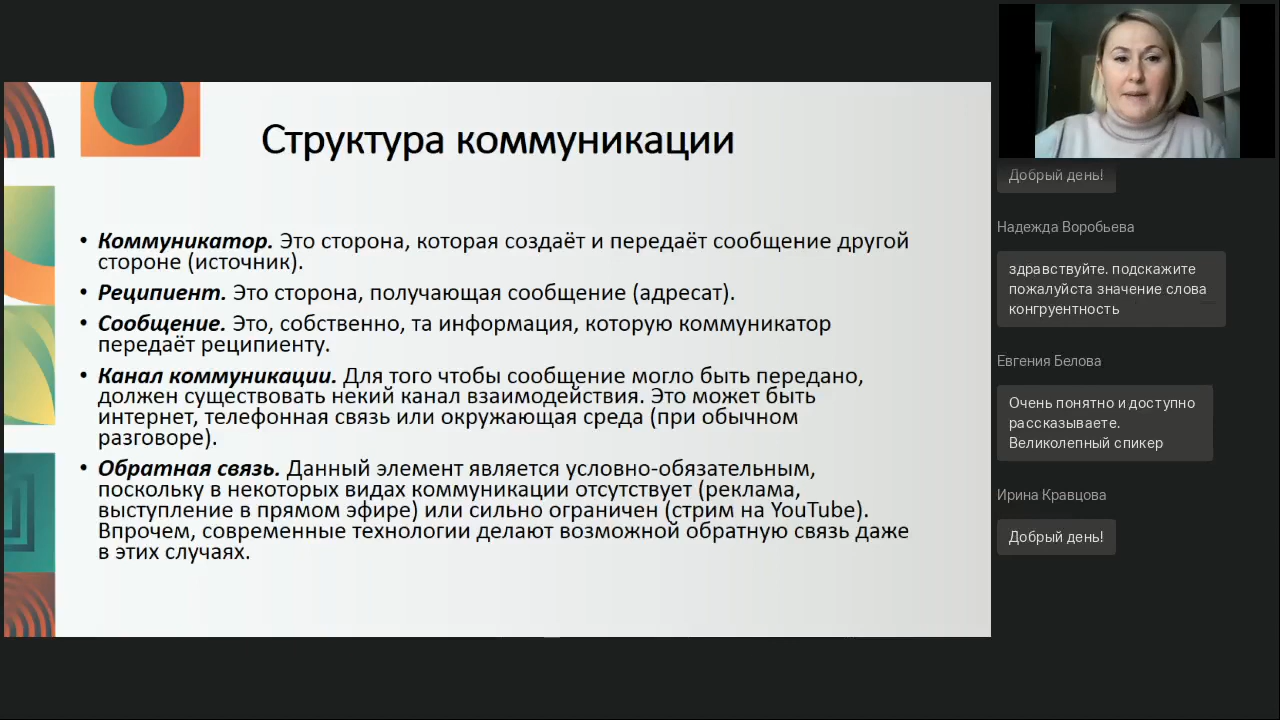 Структура коммуникации
• Коммуникатор. Это сторона, которая создаёт и передаёт сообщение другой
стороне (источник).
• Реципиент. Это сторона, получающая сообщение (адресат).
• Сообщение. Это, собственно, та информация, которую коммуникатор
передаёт реципиенту.
• Канал коммуникации. Для того чтобы сообщение могло быть передано,
должен существовать некий канал взаимодействия. Это может быть
интернет, телефонная связь или окружающая среда (при обычном
разговоре).
• Обратная связь. Данный элемент является условно-обязательным,
поскольку в некоторых видах коммуникации отсутствует (реклама,
выступление в прямом эфире) или сильно ограничен (стрим на YouTube).
Впрочем, современные технологии делают возможной обратную связь даже
в этих случаях.
Добрый день!
Надежда Воробьева
здравствуйте. подскажите
пожалуйста значение слова
конгруентность
Евгения Белова
Очень понятно и доступно
рассказываете.
Великолепный спикер
Ирина Кравцова
Добрый день!